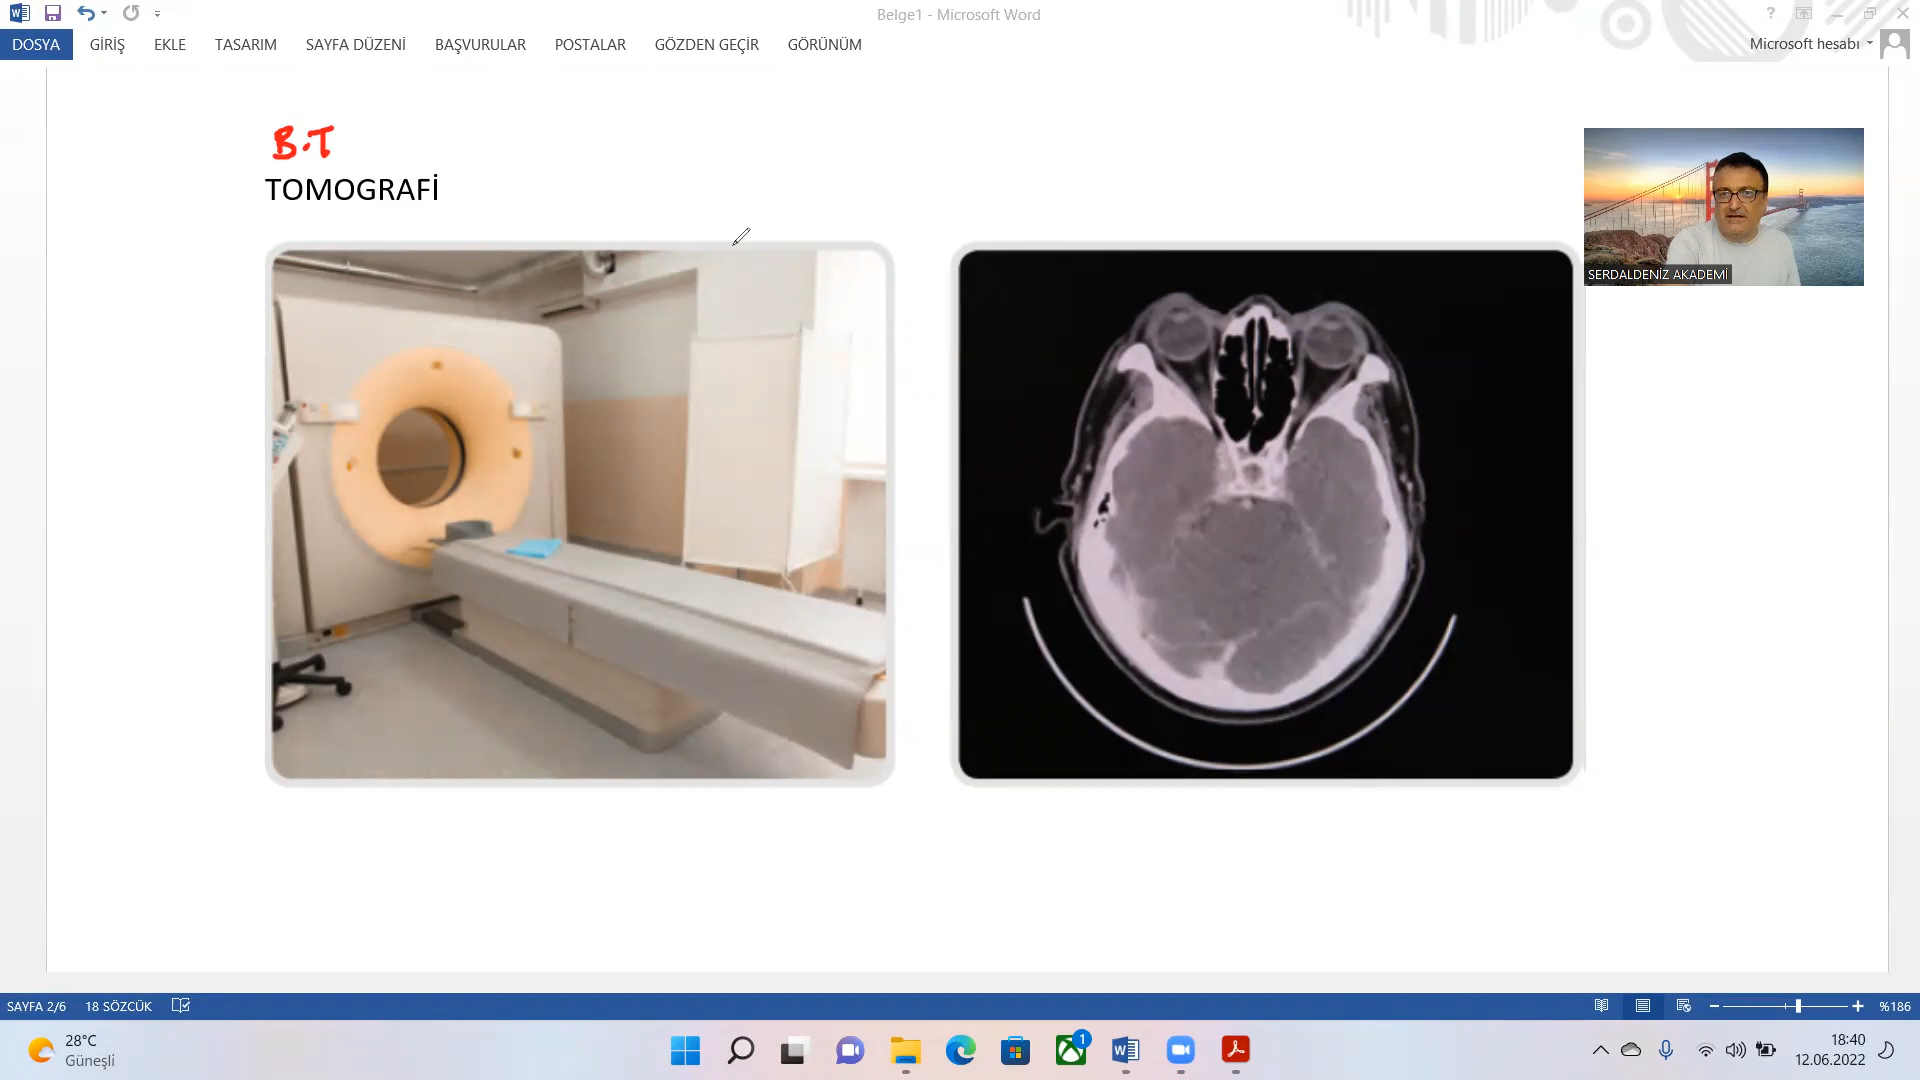 Belge1 - Microsoft Word
?
DOSYA GİRİŞ EKLE TASARIM SAYFA DÜZENİ BAŞVURULAR POSTALAR GÖZDEN GEÇİR GÖRÜNÜM
Microsoft hesabı
B.T
TOMOGRAFİ
SERDALDENİZ AKADEMİ
SAYFA 2/6 18 SÖZCÜK
%186
28°C
Güneşli
1
18:40
12.06.2022